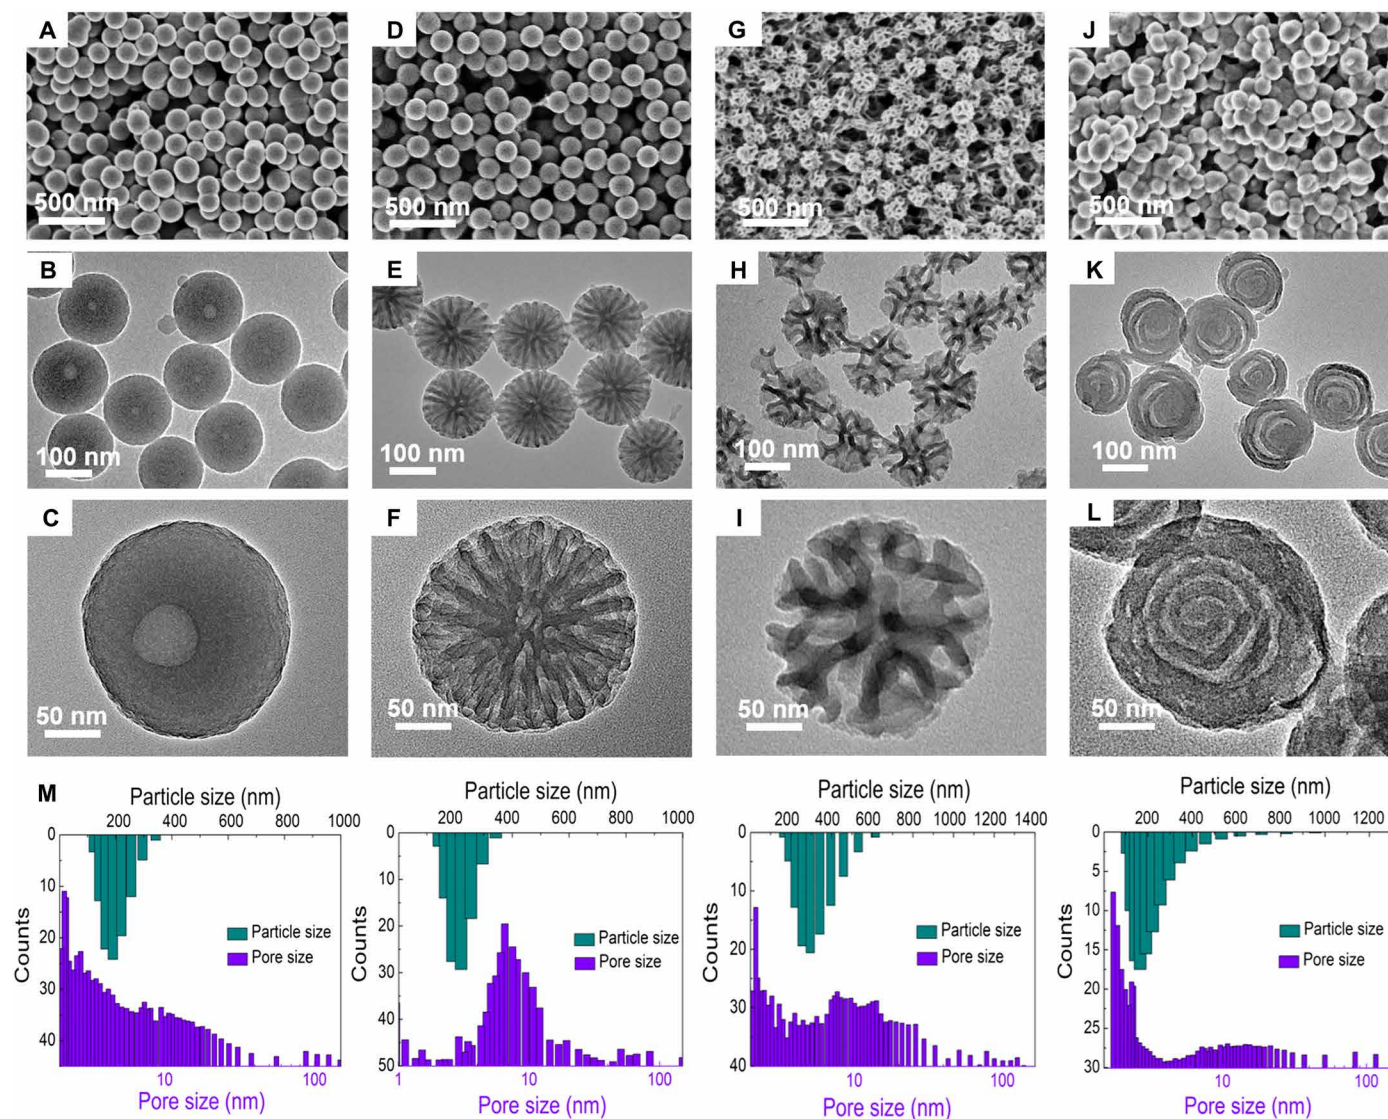 A
D
G
J
500 nm
500 nm
500 nm
500 nm
B
E
H
K
100 nm
100 nm
100 nm
100 nm
C
F
I
L
50 nm
50 nm
50 nm
50 nm
M
Particle size (nm)
200 400 600 800 1000
0
10
20
30
40
Counts
Particle size
Pore size
10 100
Pore size (nm)
Particle size (nm)
200 400 600 800 1000
0
10
20
30
40
50
Counts
Particle size
Pore size
1 10 100
Pore size (nm)
Particle size (nm)
200 400 600 800 1000 1200 1400
0
10
20
30
40
Counts
Particle size
Pore size
10 100
Pore size (nm)
Particle size (nm)
200 400 600 800 1000 1200
0
5
10
15
20
25
30
Counts
Particle size
Pore size
10 100
Pore size (nm)